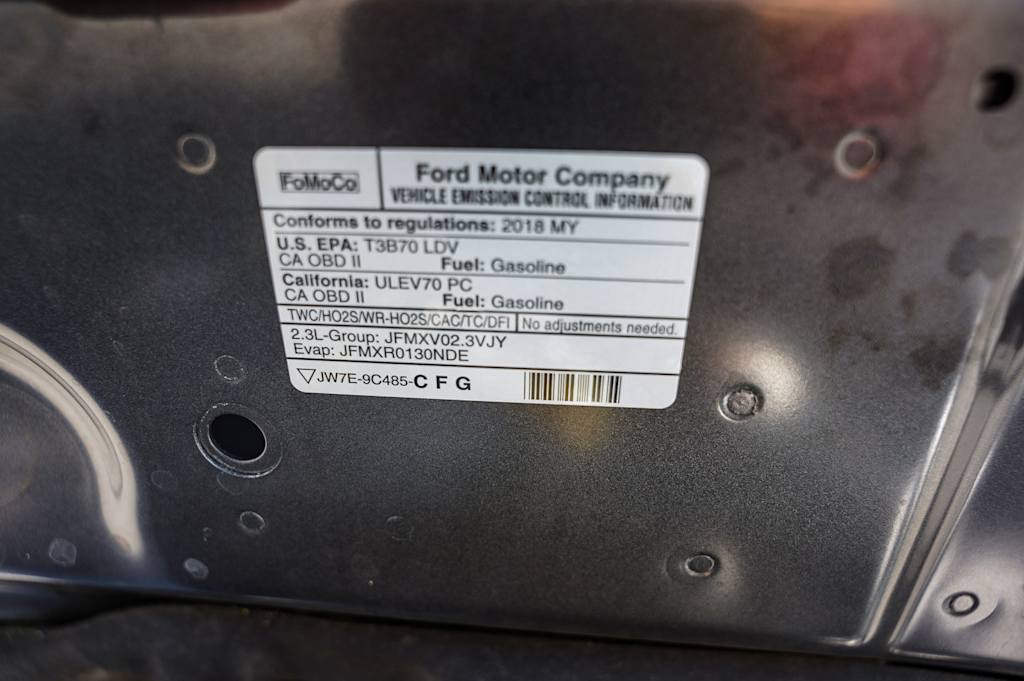 FoMoCo
Ford Motor Company
VEHICLE EMISSION CONTROL INFORMATION
Conforms to regulations: 2018 MY
U.S. EPA: T3B70 LDV
CA OBD II Fuel: Gasoline
California: ULEV70 PC
CA OBD II Fuel: Gasoline
TWC/HO2S/WR-HO2S/CAC/TC/DFI No adjustments needed.
2.3L-Group: JFMXV02.3VJY
Evap: JFMXR0130NDE
JW7E-9C485-C F G